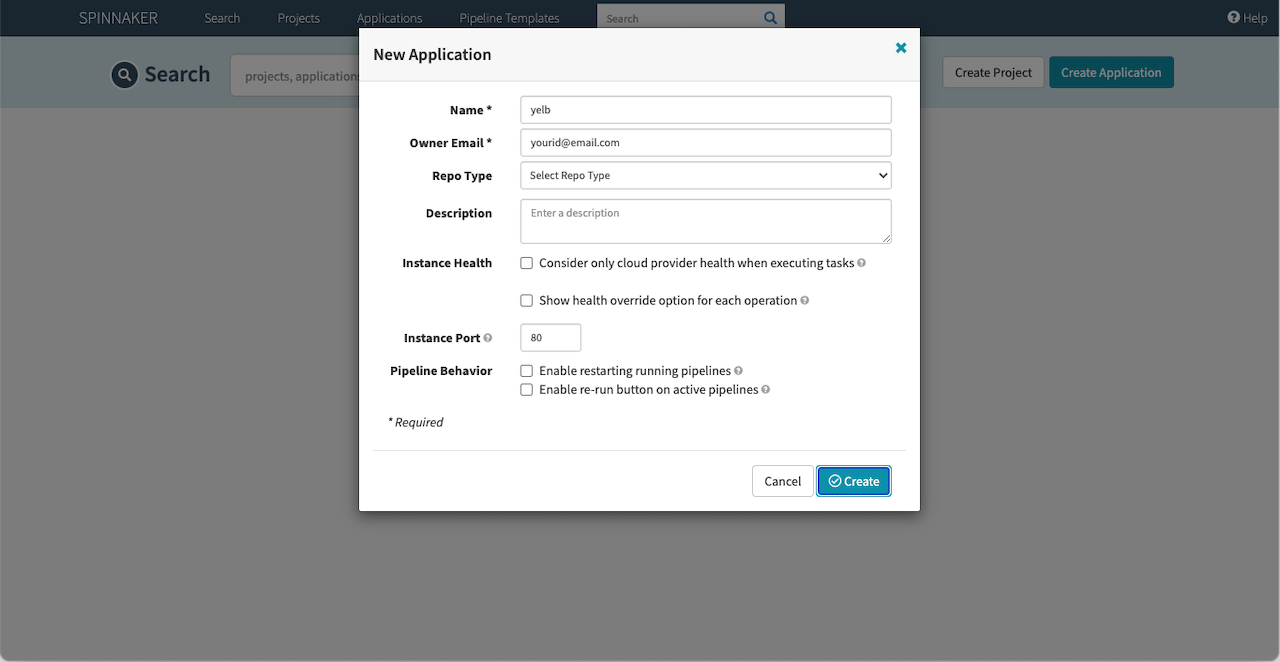 SPINNAKER Search Projects Applications Pipeline Templates Search Help
Search projects, applications Create Project Create Application
New Application
Name * yelb
Owner Email * yourid@email.com
Repo Type Select Repo Type
Description Enter a description
Instance Health Consider only cloud provider health when executing tasks
Show health override option for each operation
Instance Port 80
Pipeline Behavior Enable restarting running pipelines
Enable re-run button on active pipelines
* Required
Cancel Create